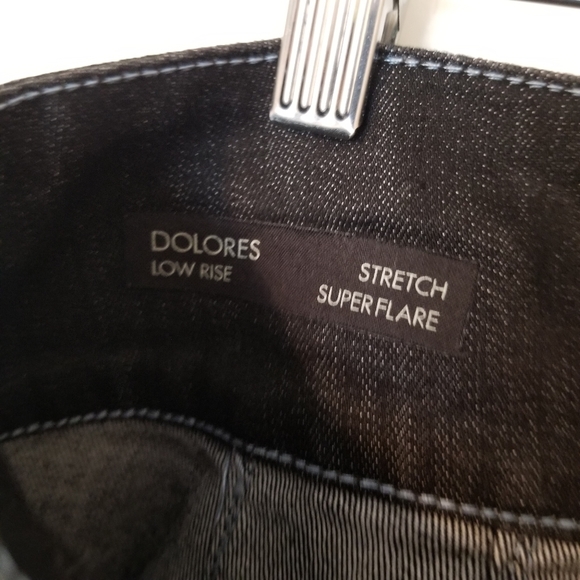 DOLORES
LOW RISE
STRETCH
SUPER FLARE